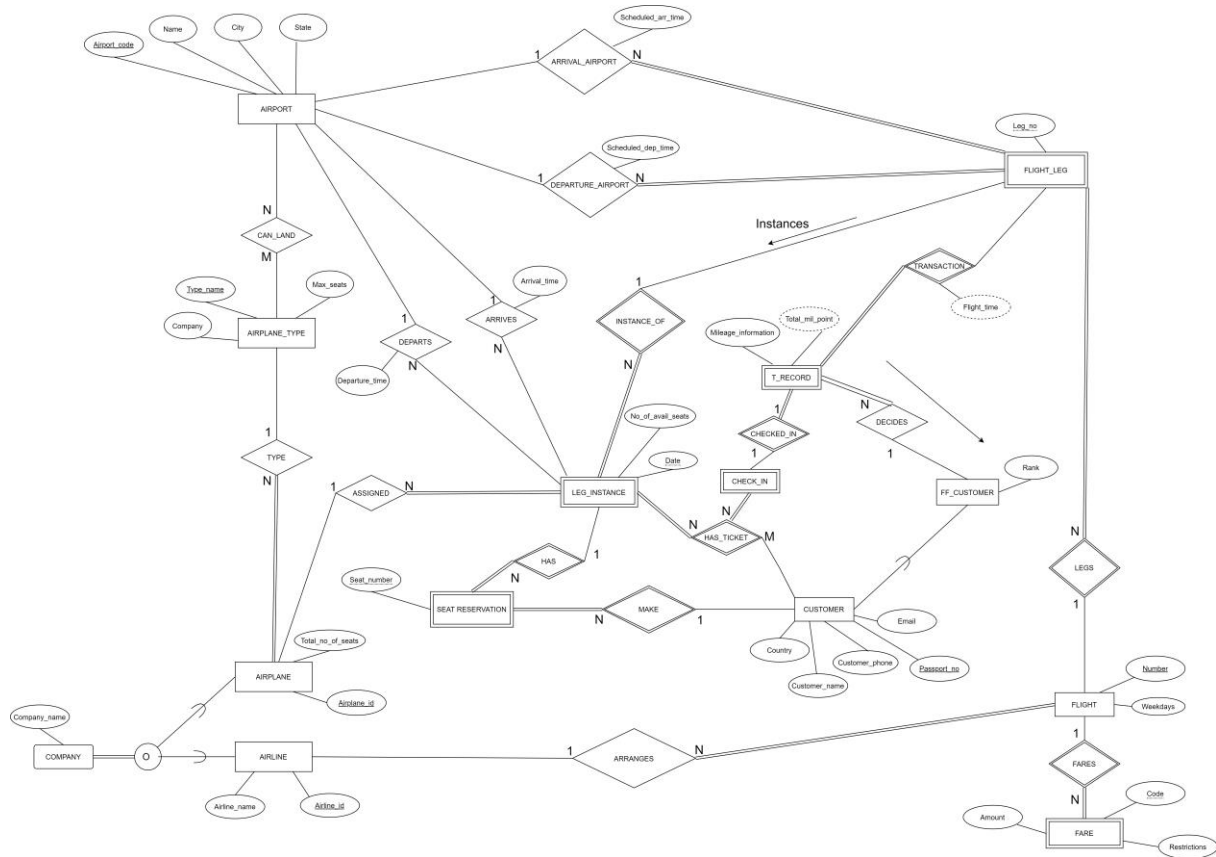 Scheduled_arr_time
Name
City
State
Airport_code
1
N
ARRIVAL_AIRPORT
AIRPORT
Leg_no
Scheduled_dep_time
FLIGHT_LEG
1
N
DEPARTURE_AIRPORT
N
Instances
CAN_LAND
M
TRANSACTION
Type_name
Max_seats
Arrival_time
1
Flight_time
1
1
Total_mil_point
Company
AIRPLANE_TYPE
ARRIVES
INSTANCE_OF
Mileage_information
DEPARTS
N
N
N
T_RECORD
Departure_time
N
1
No_of_avail_seats
1
DECIDES
CHECKED_IN
TYPE
1
1
Date
Rank
N
1
ASSIGNED
N
LEG_INSTANCE
CHECK_IN
FF_CUSTOMER
N
N
HAS_TICKET
M
N
1
HAS
LEGS
Seat_number
N
SEAT RESERVATION
MAKE
CUSTOMER
1
N
1
Email
Total_no_of_seats
Country
Customer_phone
Passport_no
Number
AIRPLANE
Customer_name
Airplane_id
FLIGHT
Weekdays
Company_name
1
COMPANY
O
AIRLINE
1
N
ARRANGES
FARES
Airline_name
Airline_id
Code
N
Amount
FARE
Restrictions